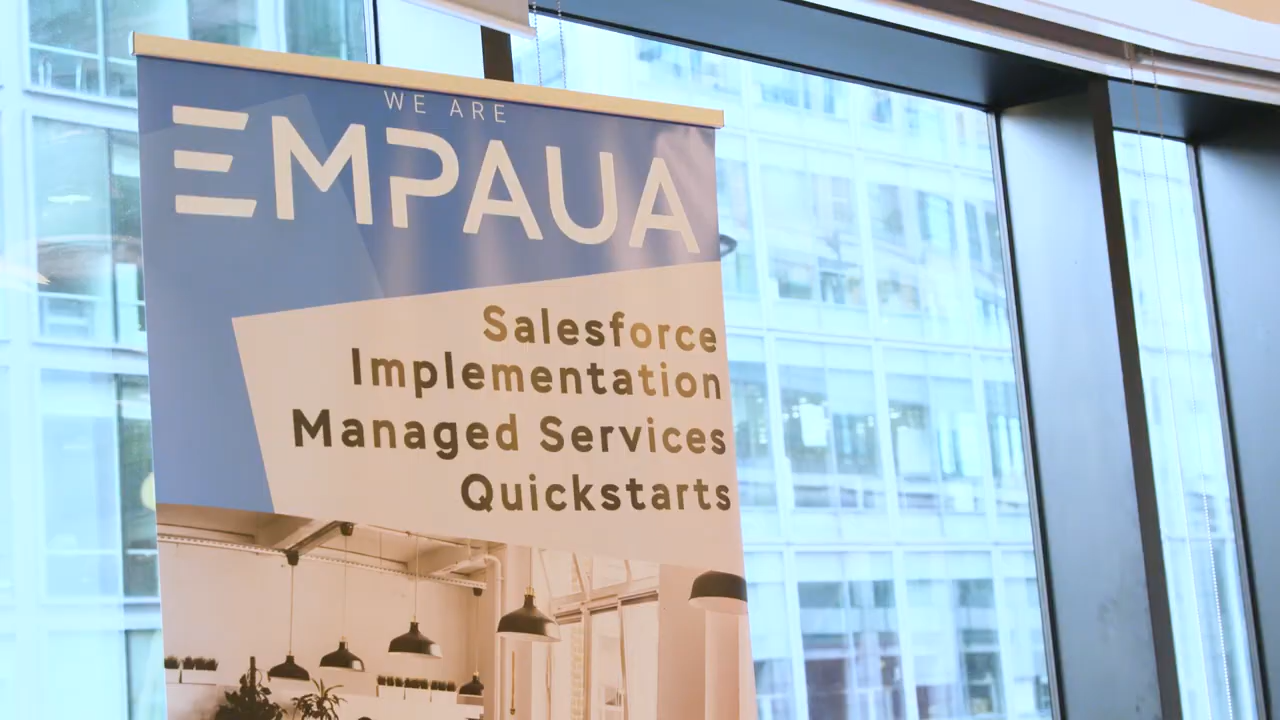 WE ARE
EMPAUA
Salesforce
Implementation
Managed Services
Quickstarts